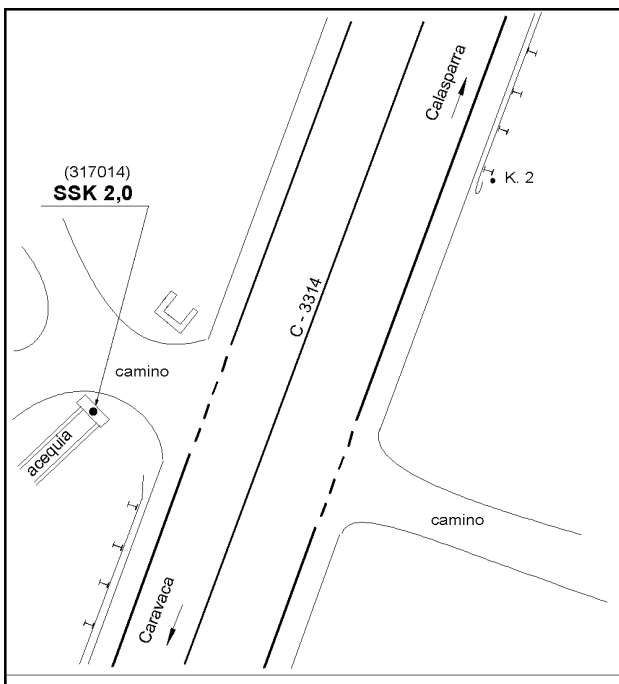 Calasparra
(317014)
SSK 2,0
K. 2
C - 3314
camino
acequia
camino
Caravaca